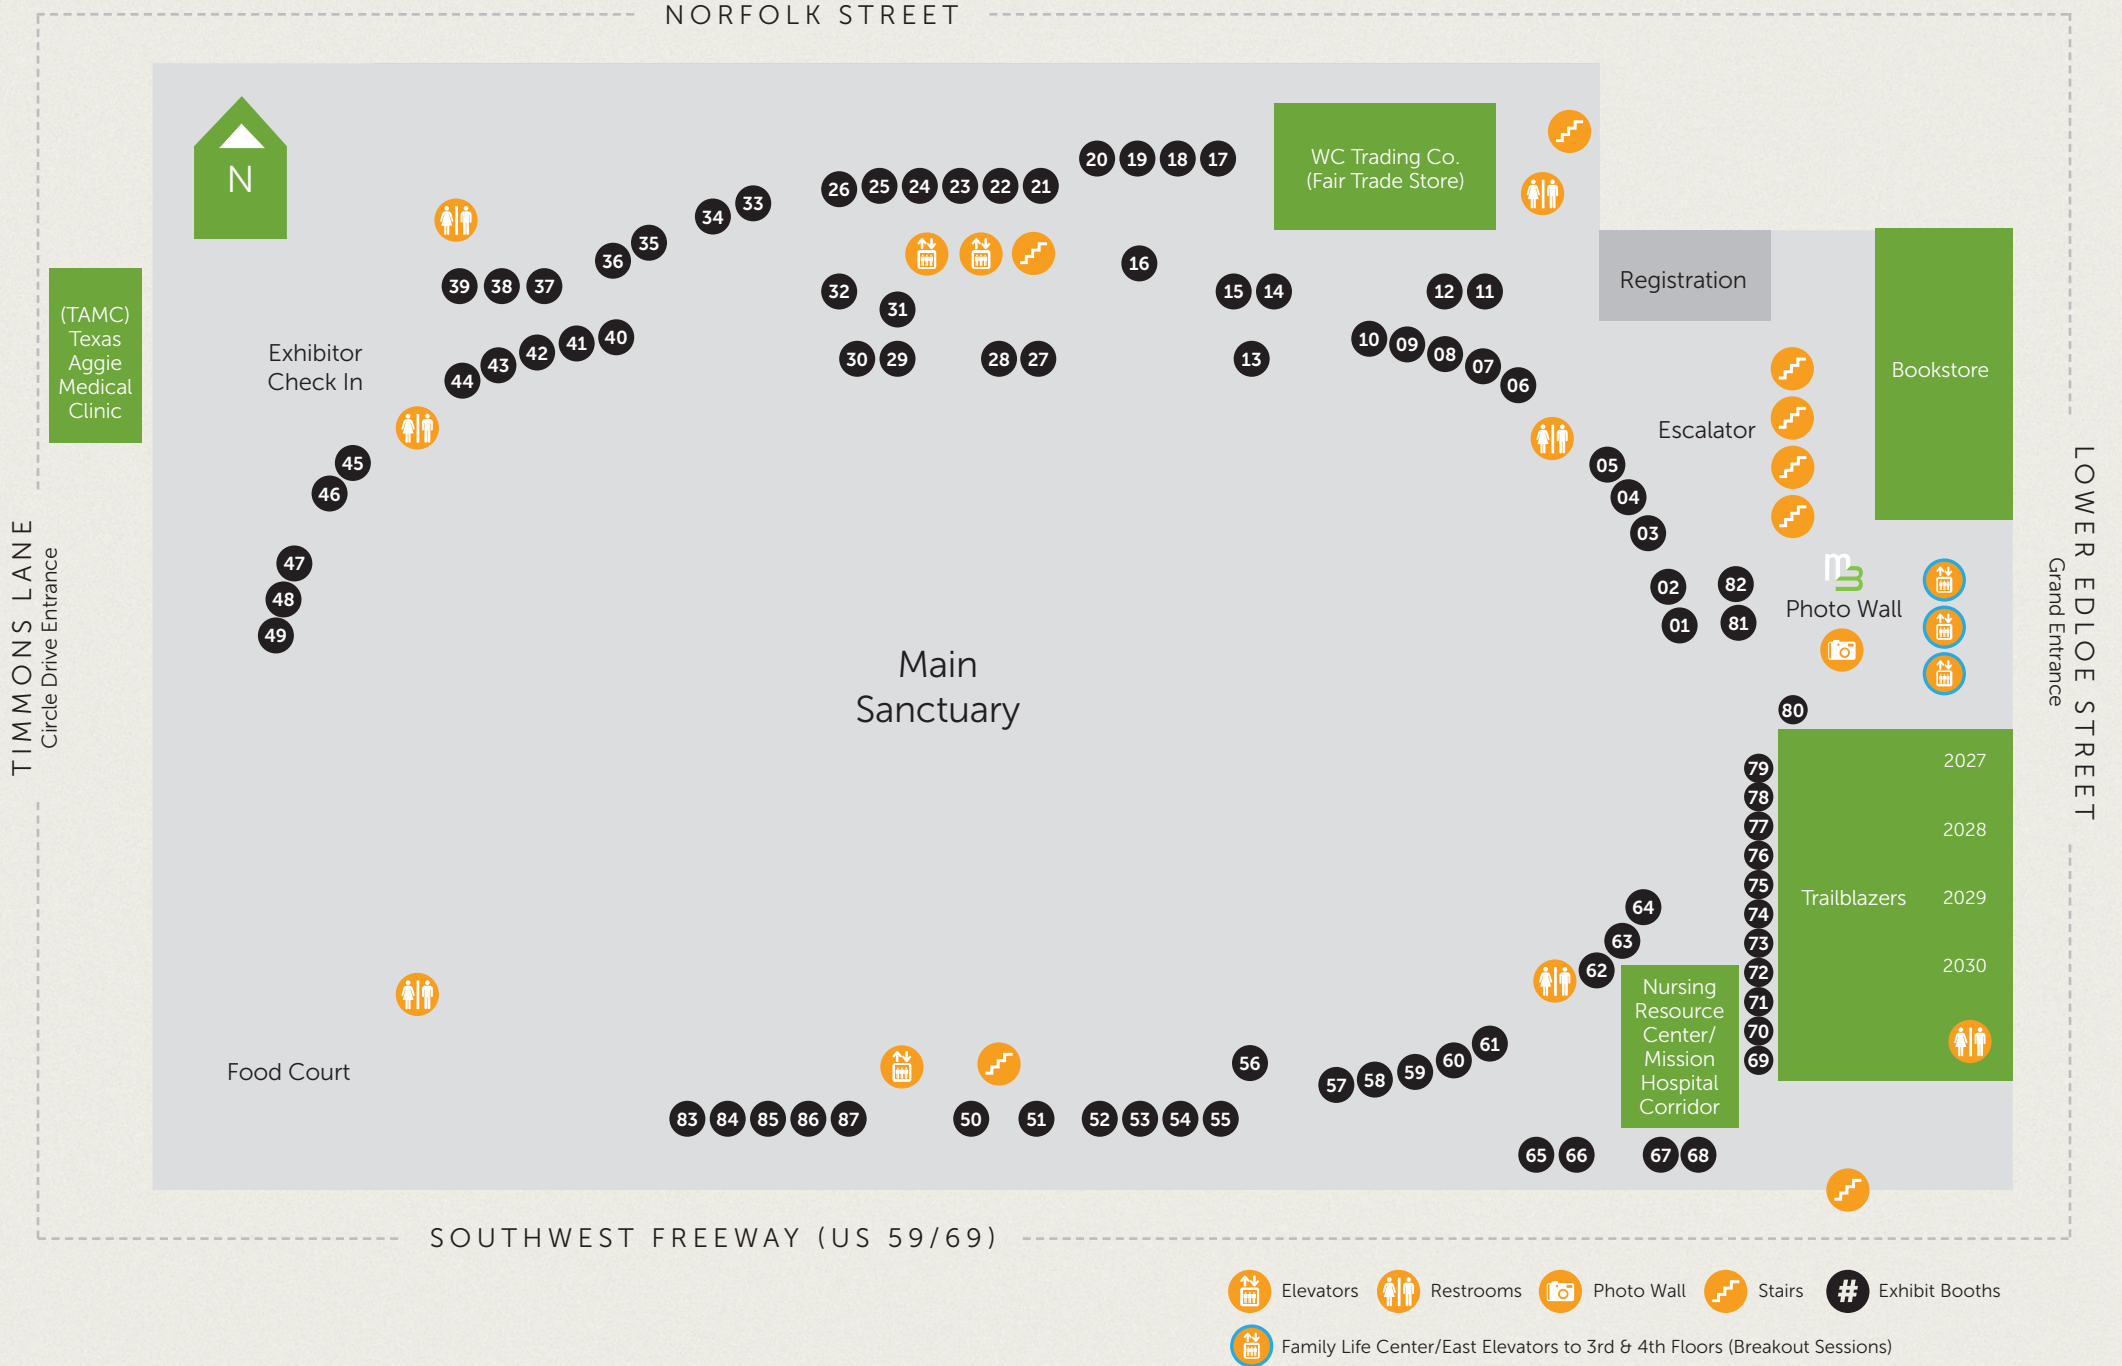 NORFOLK STREET
N
20 19 18 17
WC Trading Co.
(Fair Trade Store)
26 25 24 23 22 21
34 33
36 35
39 38 37
32
31
16
15 14
12 11
Registration
(TAMC)
Texas
Aggie
Medical
Clinic
Exhibitor
Check In
44 43 42 41 40
30 29
28 27
13
10 09 08 07 06
Bookstore
Escalator
45
46
05
04
03
47
48
49
02
01
82
81
m3
Photo Wall
TIMMONS LANE
Circle Drive Entrance
LOWER EDLOE STREET
Grand Entrance
Main
Sanctuary
80
79
78
77
76
75
74
73
72
71
70
69
2027
2028
Trailblazers 2029
2030
64
63
62
Nursing
Resource
Center/
Mission
Hospital
Corridor
Food Court
56
57 58 59 60 61
83 84 85 86 87
50
51
52 53 54 55
65 66
67 68
SOUTHWEST FREEWAY (US 59/69)
Elevators
Restrooms
Photo Wall
Stairs
# Exhibit Booths
Family Life Center/East Elevators to 3rd & 4th Floors (Breakout Sessions)